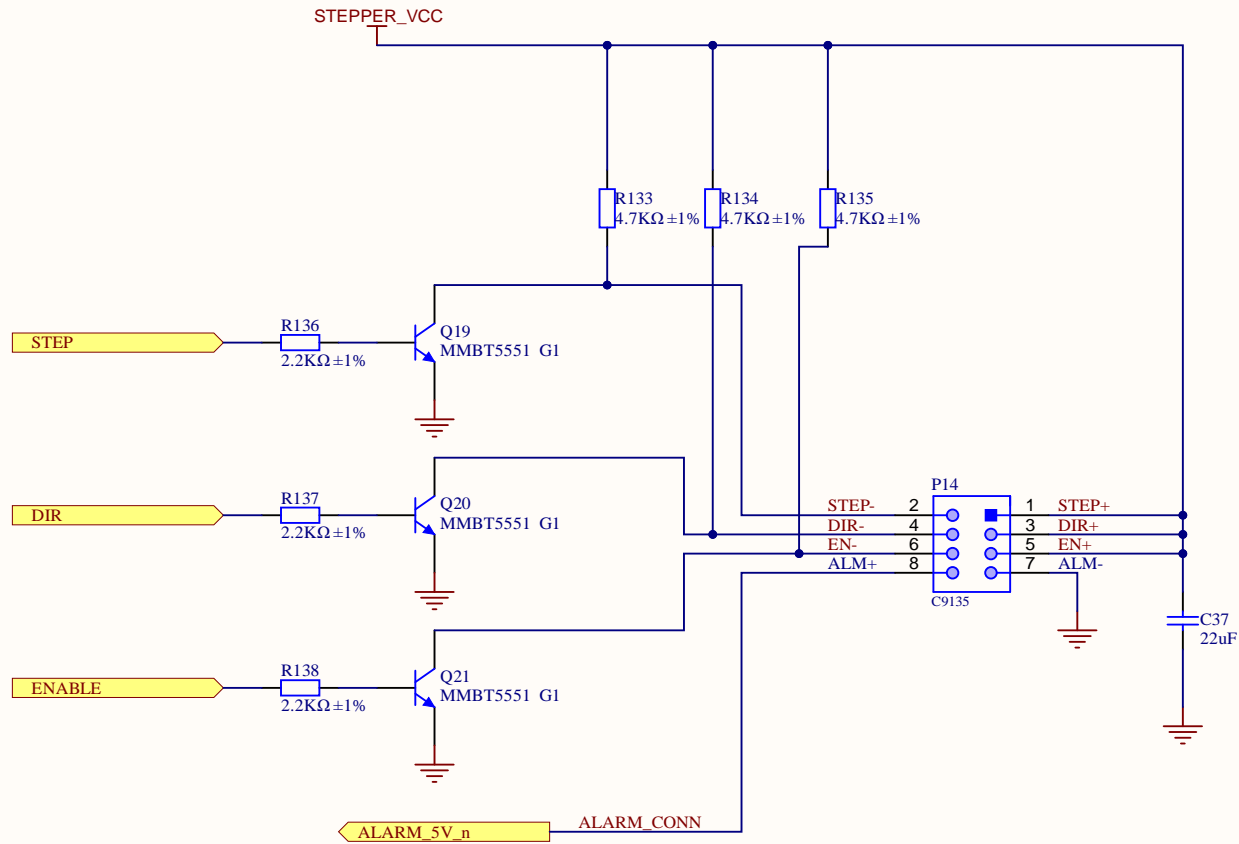 STEPPER_VCC
R133
4.7KΩ±1%
R134
4.7KΩ±1%
R135
4.7KΩ±1%
STEP
R136
2.2KΩ±1%
Q19
MMBT5551 G1
DIR
R137
2.2KΩ±1%
Q20
MMBT5551 G1
P14
STEP- 2 1 STEP+
DIR- 4 3 DIR+
EN- 6 5 EN+
ALM+ 8 7 ALM-
C9135
C37
22uF
ENABLE
R138
2.2KΩ±1%
Q21
MMBT5551 G1
ALARM_5V_n
ALARM_CONN